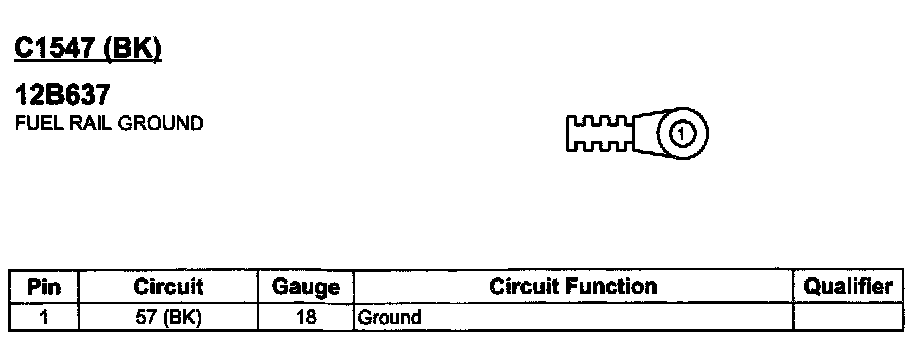 C1547 (BK)
12B637
FUEL RAIL GROUND
1
Pin Circuit Gauge Circuit Function Qualifier
1 57 (BK) 18 Ground